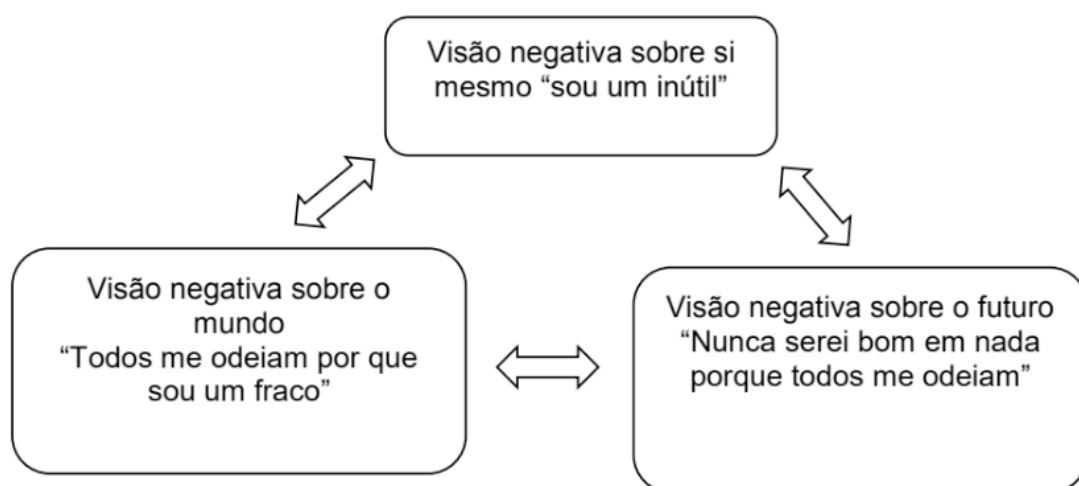 Visão negativa sobre si
mesmo “sou um inútil”
Visão negativa sobre o
mundo
“Todos me odeiam por que
sou um fraco”
Visão negativa sobre o futuro
“Nunca serei bom em nada
porque todos me odeiam”